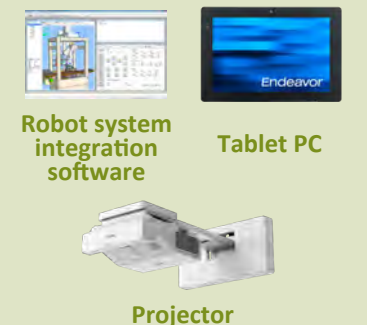 Endeavor
Robot system
integration
software
Tablet PC
Projector